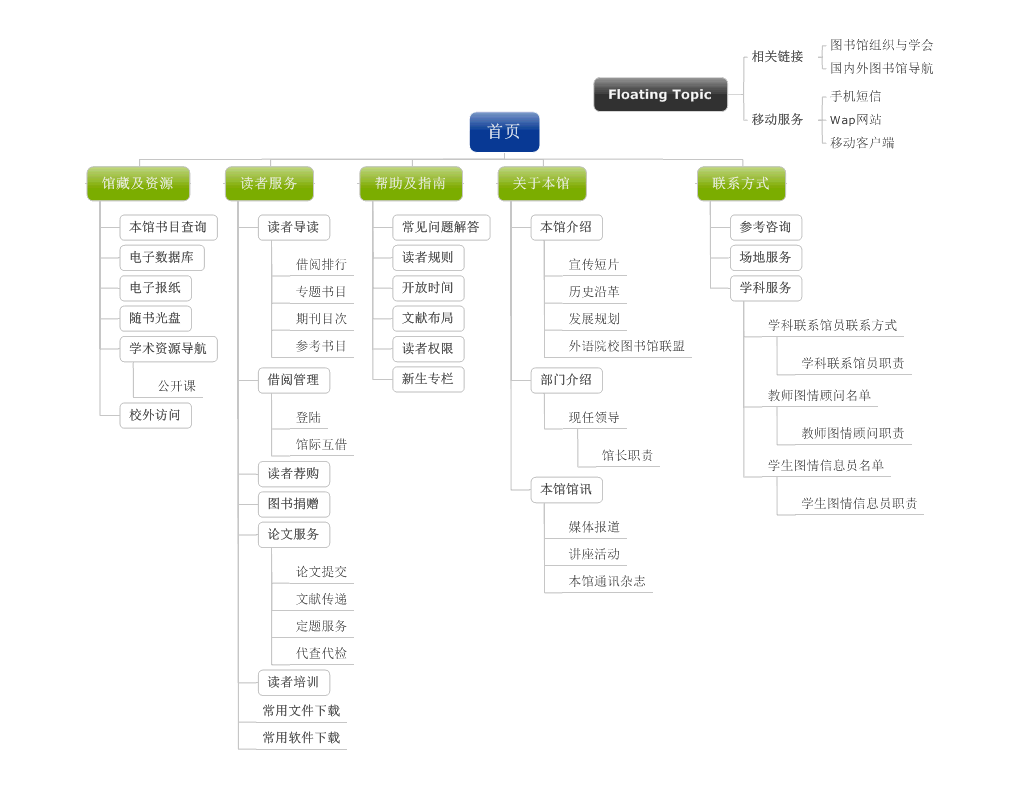 相关链接
图书馆组织与学会
国内外图书馆导航
Floating Topic
移动服务
手机短信
Wap网站
移动客户端
首页
馆藏及资源
本馆书目查询
电子数据库
电子报纸
随书光盘
学术资源导航
公开课
校外访问
读者服务
读者导读
借阅排行
专题书目
期刊目次
参考书目
借阅管理
登陆
馆际互借
读者荐购
图书捐赠
论文服务
论文提交
文献传递
定题服务
代查代检
读者培训
常用文件下载
常用软件下载
帮助及指南
常见问题解答
读者规则
开放时间
文献布局
读者权限
新生专栏
关于本馆
本馆介绍
宣传短片
历史沿革
发展规划
外语院校图书馆联盟
部门介绍
现任领导
馆长职责
本馆馆讯
媒体报道
讲座活动
本馆通讯杂志
联系方式
参考咨询
场地服务
学科服务
学科联系馆员联系方式
学科联系馆员职责
教师图情顾问名单
教师图情顾问职责
学生图情信息员名单
学生图情信息员职责